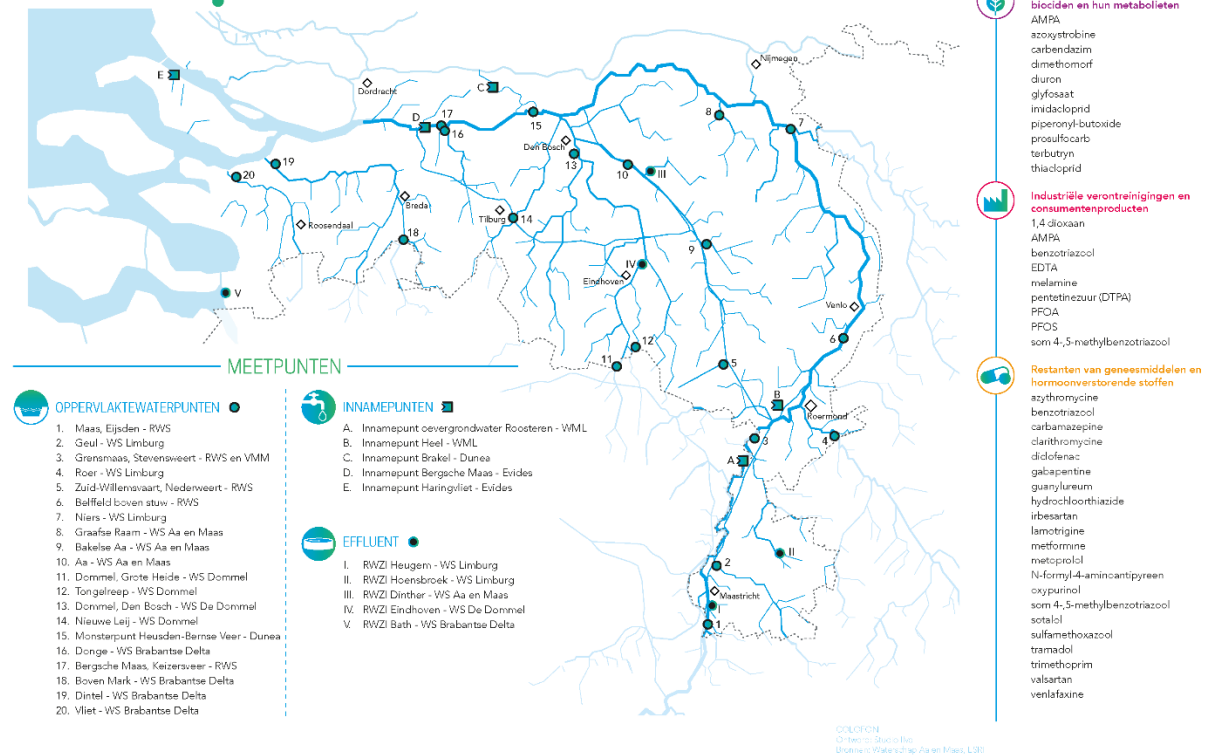 biociden en hun metabolieten
AMPA
azoxystrobine
carbendazim
dimethomorf
diuron
glyfosaat
imidacloprid
piperonyl-butoxide
prosulfocarb
terbutryn
thiacloprid
Industriële verontreinigingen en
consumentenproducten
1,4 dioxaan
AMPA
benzotriazool
EDTA
melamine
pentetinezuur (DTPA)
PFOA
PFOS
som 4-,5-methylbenzotriazool
Restanten van geneesmiddelen en
hormoonverstorende stoffen
azythromycine
benzotriazool
carbamazepine
clarithromycine
diclofenac
gabapentine
guanylureum
hydrochloorthiazide
irbesartan
lamotrigine
metformine
metoprolol
N-formyl-4-aminoantipyreen
oxypurinol
som 4-,5-methylbenzotriazool
sotalol
sulfamethoxazool
tramadol
trimethoprim
valsartan
venlafaxine
E
Dordrecht
C
Nijmegen
D
17
16
15
8
7
Den Bosch
13
10
III
19
20
Breda
Roosendaal
18
Tilburg
14
9
IV
Eindhoven
V
Venlo
6
12
11
5
B
Roermond
3
4
A
2
II
Maastricht
I
1
MEETPUNTEN
OPPERVLAKTEWATERPUNTEN
1. Maas, Eijsden - RWS
2. Geul - WS Limburg
3. Grensmaas, Stevensweert - RWS en VMM
4. Roer - WS Limburg
5. Zuid-Willemsvaart, Nederweert - RWS
6. Belffeld boven stuw - RWS
7. Niers - WS Limburg
8. Graafse Raam - WS Aa en Maas
9. Bakelse Aa - WS Aa en Maas
10. Aa - WS Aa en Maas
11. Dommel, Grote Heide - WS Dommel
12. Tongelreep - WS Dommel
13. Dommel, Den Bosch - WS De Dommel
14. Nieuwe Leij - WS Dommel
15. Monsterpunt Heusden-Bernse Veer - Dunea
16. Donge - WS Brabantse Delta
17. Bergsche Maas, Keizersveer - RWS
18. Boven Mark - WS Brabantse Delta
19. Dintel - WS Brabantse Delta
20. Vliet - WS Brabantse Delta
INNAMEPUNTEN
A. Innamepunt oevergrondwater Roosteren - WML
B. Innamepunt Heel - WML
C. Innamepunt Brakel - Dunea
D. Innamepunt Bergsche Maas - Evides
E. Innamepunt Haringvliet - Evides
EFFLUENT
I. RWZI Heugem - WS Limburg
II. RWZI Hoensbroek - WS Limburg
III. RWZI Dinther - WS Aa en Maas
IV. RWZI Eindhoven - WS De Dommel
V. RWZI Bath - WS Brabantse Delta
COLOFON
Bronnen: Waterschap Aa en Maas, ESRI